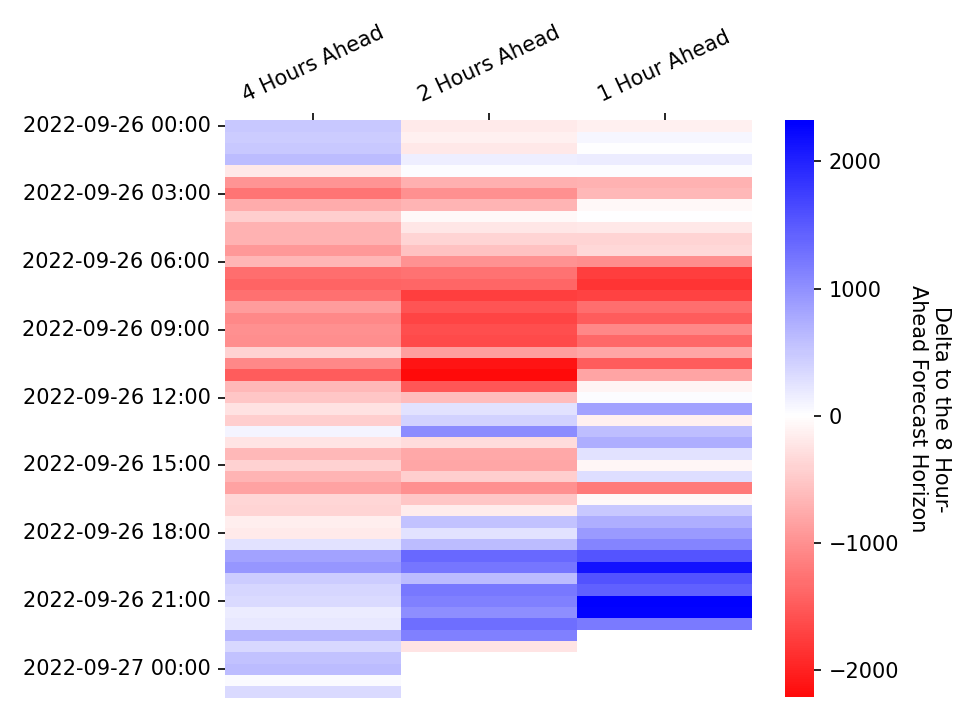 4 Hours Ahead
2 Hours Ahead
1 Hour Ahead
2022-09-26 00:00
2022-09-26 03:00
2022-09-26 06:00
2022-09-26 09:00
2022-09-26 12:00
2022-09-26 15:00
2022-09-26 18:00
2022-09-26 21:00
2022-09-27 00:00
2000
1000
0
−1000
−2000
Delta to the 8 Hour-
Ahead Forecast Horizon